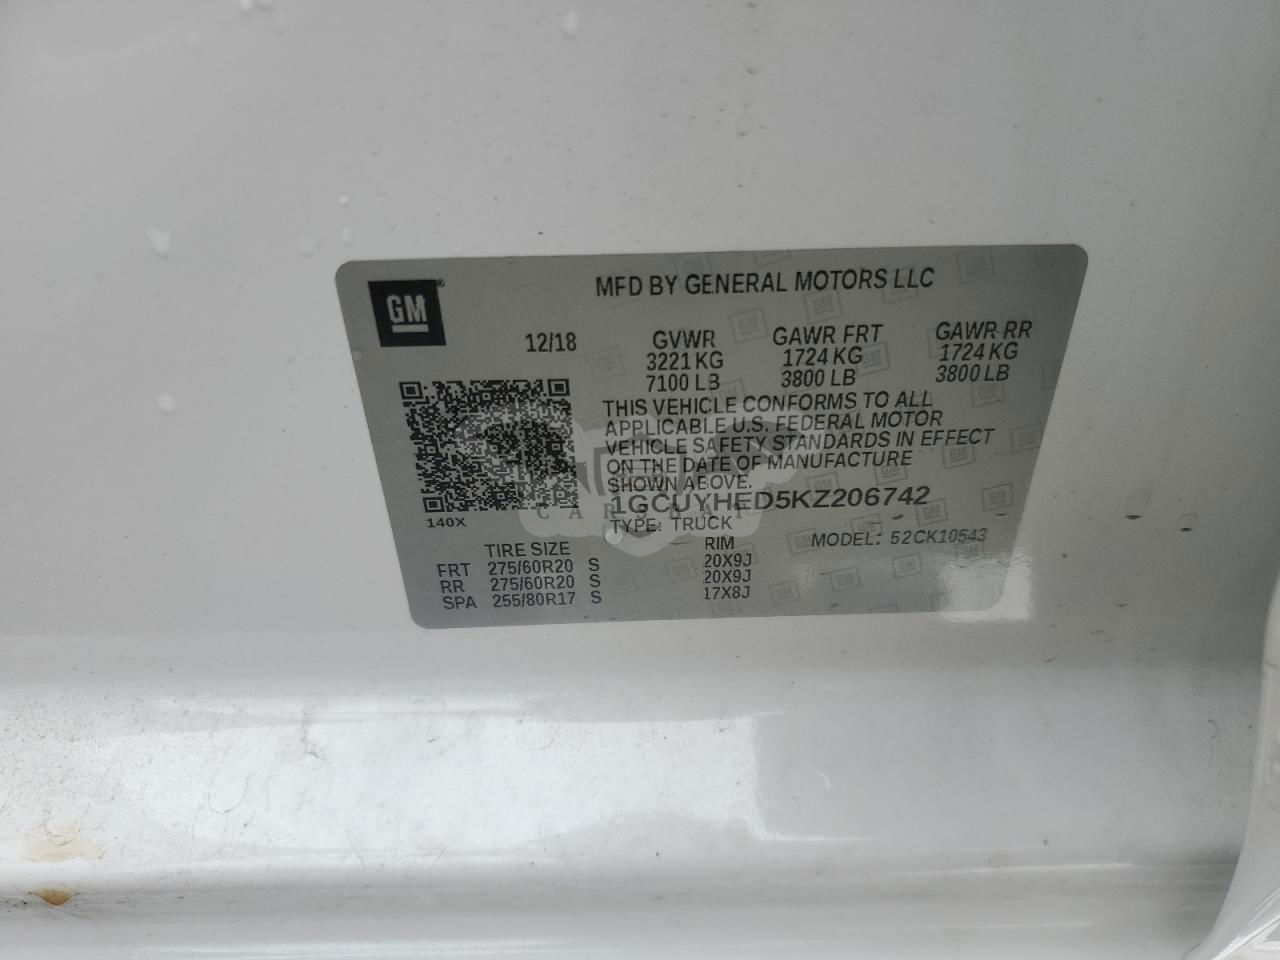 GM
MFD BY GENERAL MOTORS LLC
12/18 GVWR GAWR FRT GAWR RR
3221 KG 1724 KG 1724 KG
7100 LB 3800 LB 3800 LB
THIS VEHICLE CONFORMS TO ALL
APPLICABLE U.S. FEDERAL MOTOR
VEHICLE SAFETY STANDARDS IN EFFECT
ON THE DATE OF MANUFACTURE
SHOWN ABOVE.
1GCUYHED5KZ206742
140X
TYPE: TRUCK
MODEL: 52CK10543
TIRE SIZE RIM
FRT 275/60R20 S 20X9J
RR 275/60R20 S 20X9J
SPA 255/80R17 S 17X8J